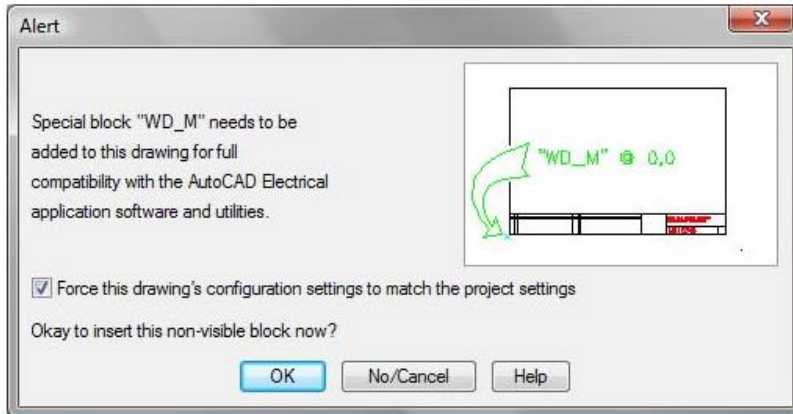 Alert
Special block "WD_M" needs to be
added to this drawing for full
compatibility with the AutoCAD Electrical
application software and utilities.
"WD_M" @ 0,0
Force this drawing's configuration settings to match the project settings
Okay to insert this non-visible block now?
OK
No/Cancel
Help